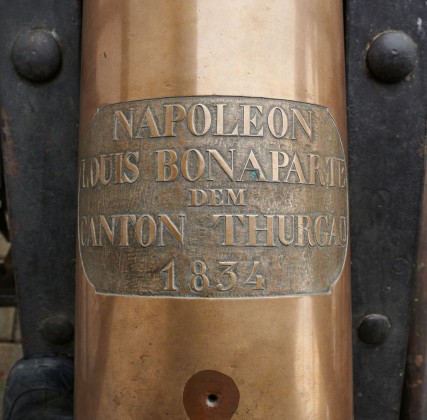 NAPOLEON
LOUIS BONAPARTE
DEM
CANTON THURGAU
1834